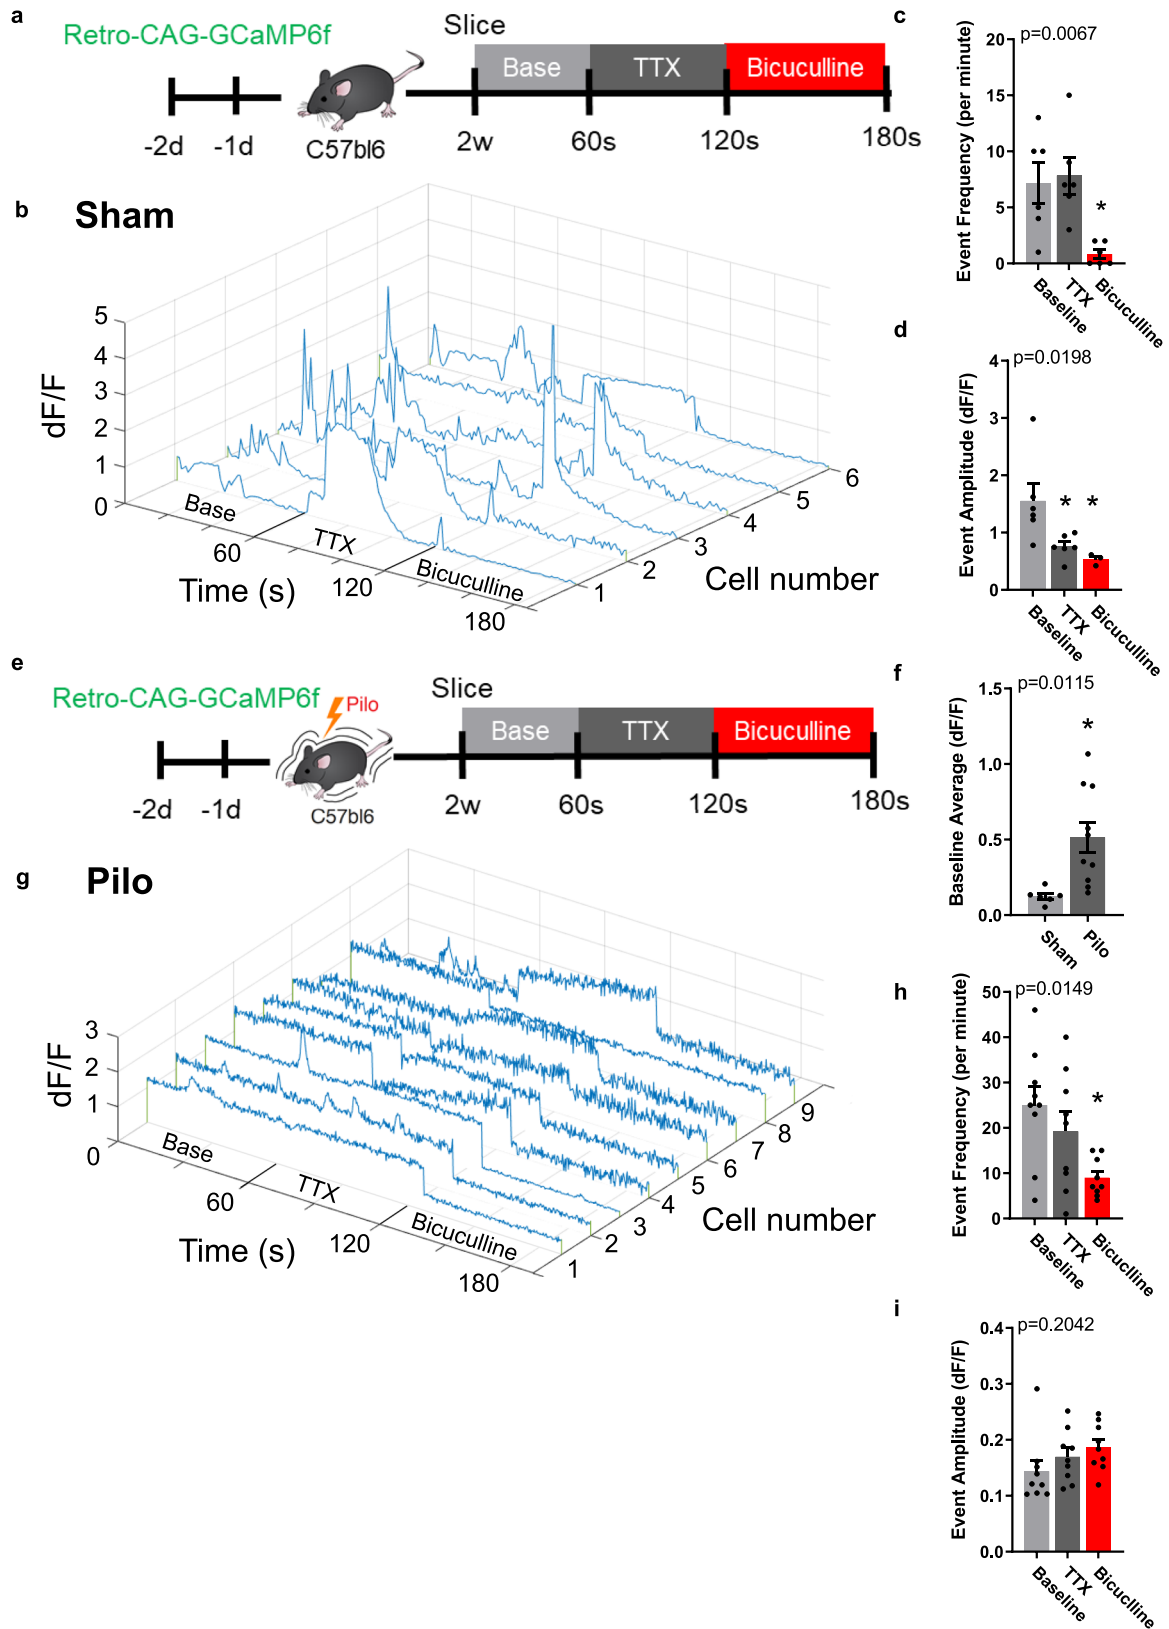 a
Retro-CAG-GCaMP6f
Slice
Base
TTX
Bicuculline
-2d
-1d
C57bl6
2w
60s
120s
180s
b
Sham
5
4
3
2
1
0
dF/F
Base
TTX
Bicuculline
60
120
180
Time (s)
1
2
3
4
5
6
Cell number
c
p=0.0067
Event Frequency (per minute)
20
15
10
5
0
*
Baseline
TTX
Bicuculline
d
p=0.0198
Event Amplitude (dF/F)
4
3
2
1
0
* *
Baseline
TTX
Bicuculline
e
Retro-CAG-GCaMP6f
Pilo
Slice
Base
TTX
Bicuculline
-2d
-1d
C57bl6
2w
60s
120s
180s
f
p=0.0115
Baseline Average (dF/F)
1.5
1.0
0.5
0.0
*
Sham
Pilo
g
Pilo
3
2
1
0
dF/F
Base
TTX
Bicuculline
60
120
180
Time (s)
1
2
3
4
5
6
7
8
9
Cell number
h
p=0.0149
Event Frequency (per minute)
50
40
30
20
10
0
*
Baseline
TTX
Bicuclline
i
p=0.2042
Event Amplitude (dF/F)
0.4
0.3
0.2
0.1
0.0
Baseline
TTX
Bicuclline